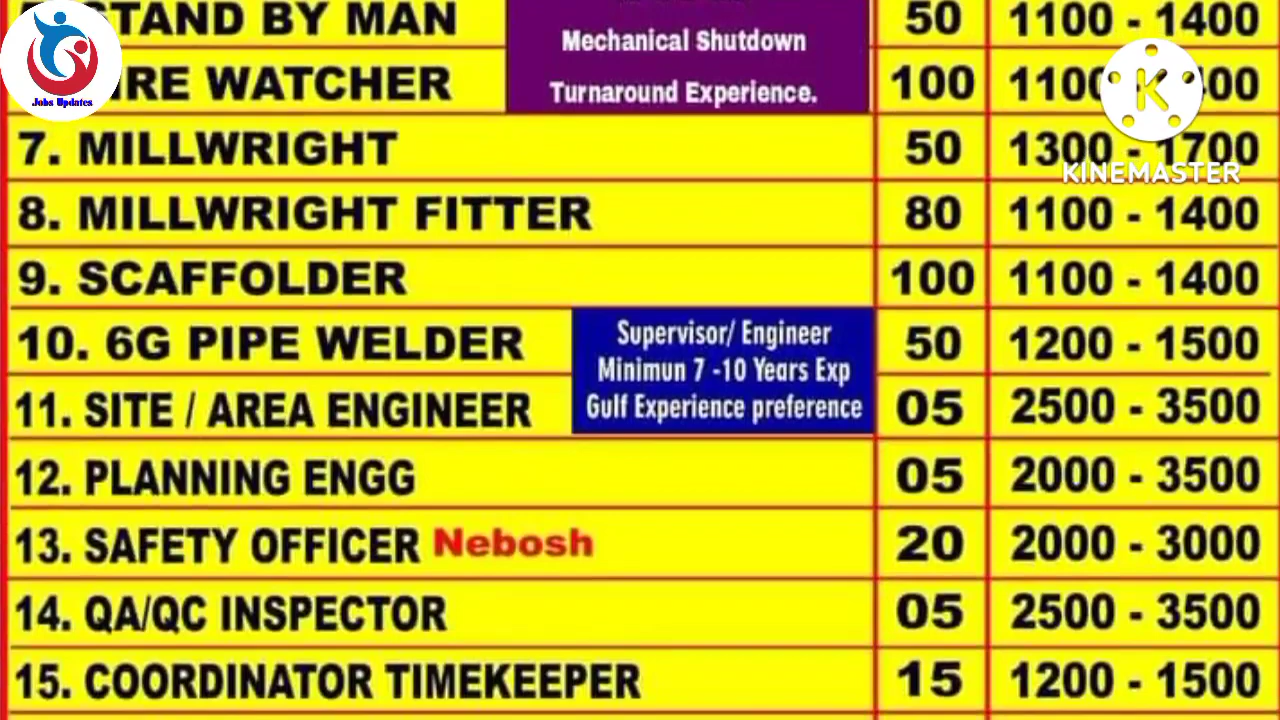 STAND BY MAN 50 1100 - 1400
Mechanical Shutdown
Turnaround Experience.
Jobs Updates
WATCHER 100
K
7. MILLWRIGHT 50 1300 - 1700
KINEMASTER
8. MILLWRIGHT FITTER 80 1100 - 1400
9. SCAFFOLDER 100 1100 - 1400
10. 6G PIPE WELDER 50 1200 - 1500
Supervisor/ Engineer
Minimun 7 -10 Years Exp
Gulf Experience preference
11. SITE / AREA ENGINEER 05 2500 - 3500
12. PLANNING ENGG 05 2000 - 3500
13. SAFETY OFFICER Nebosh 20 2000 - 3000
14. QA/QC INSPECTOR 05 2500 - 3500
15. COORDINATOR TIMEKEEPER 15 1200 - 1500